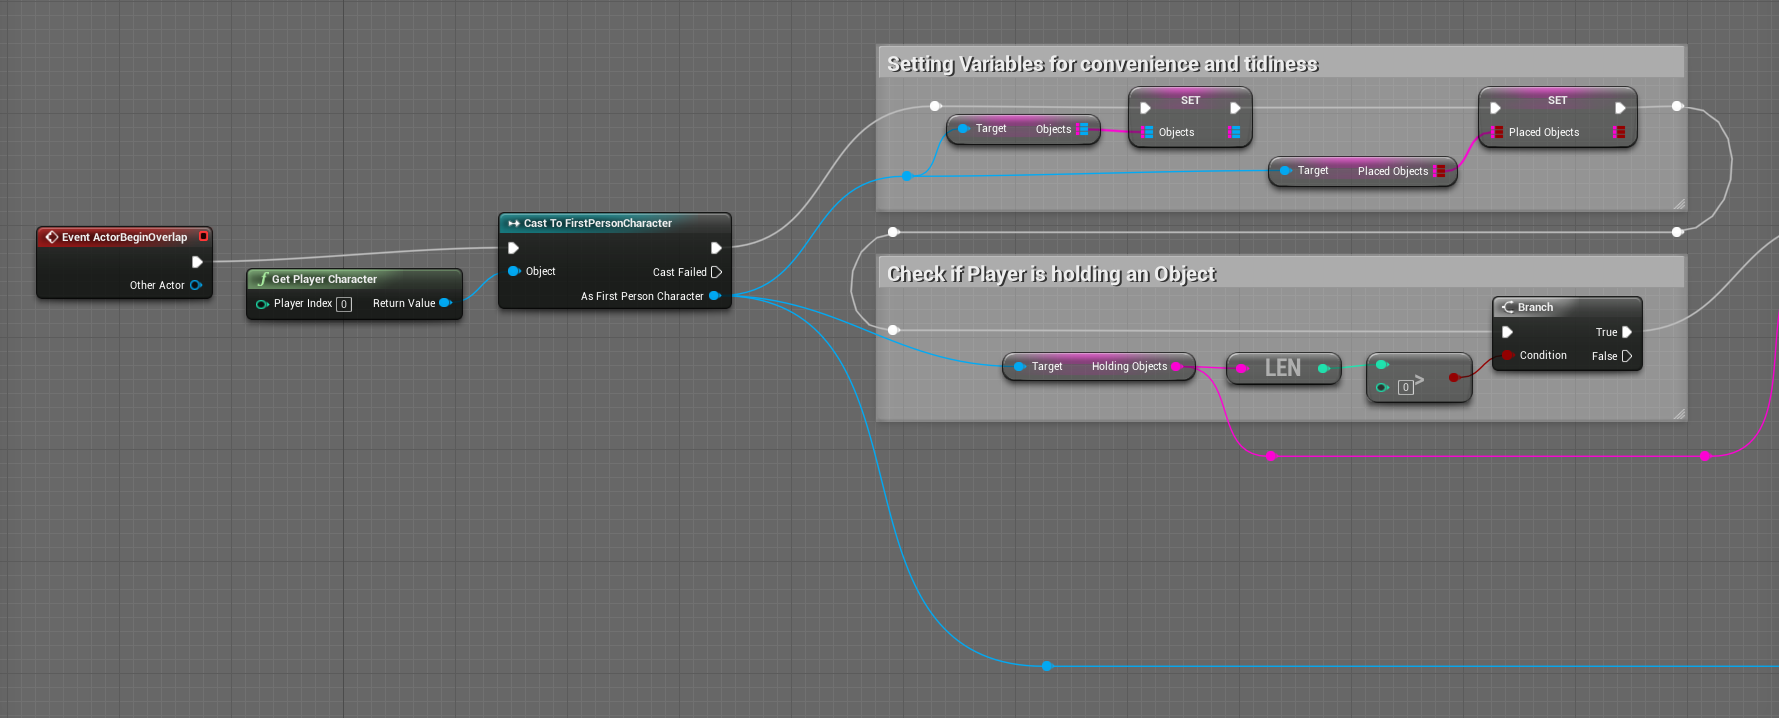 Setting Variables for convenience and tidiness
SET
Target Objects
Objects
SET
Placed Objects
Target Placed Objects
Event ActorBeginOverlap
Other Actor
f Get Player Character
Player Index 0 Return Value
Cast To FirstPersonCharacter
Object
Cast Failed
As First Person Character
Check if Player is holding an Object
Target Holding Objects
LEN
0 >
Branch
True
Condition False